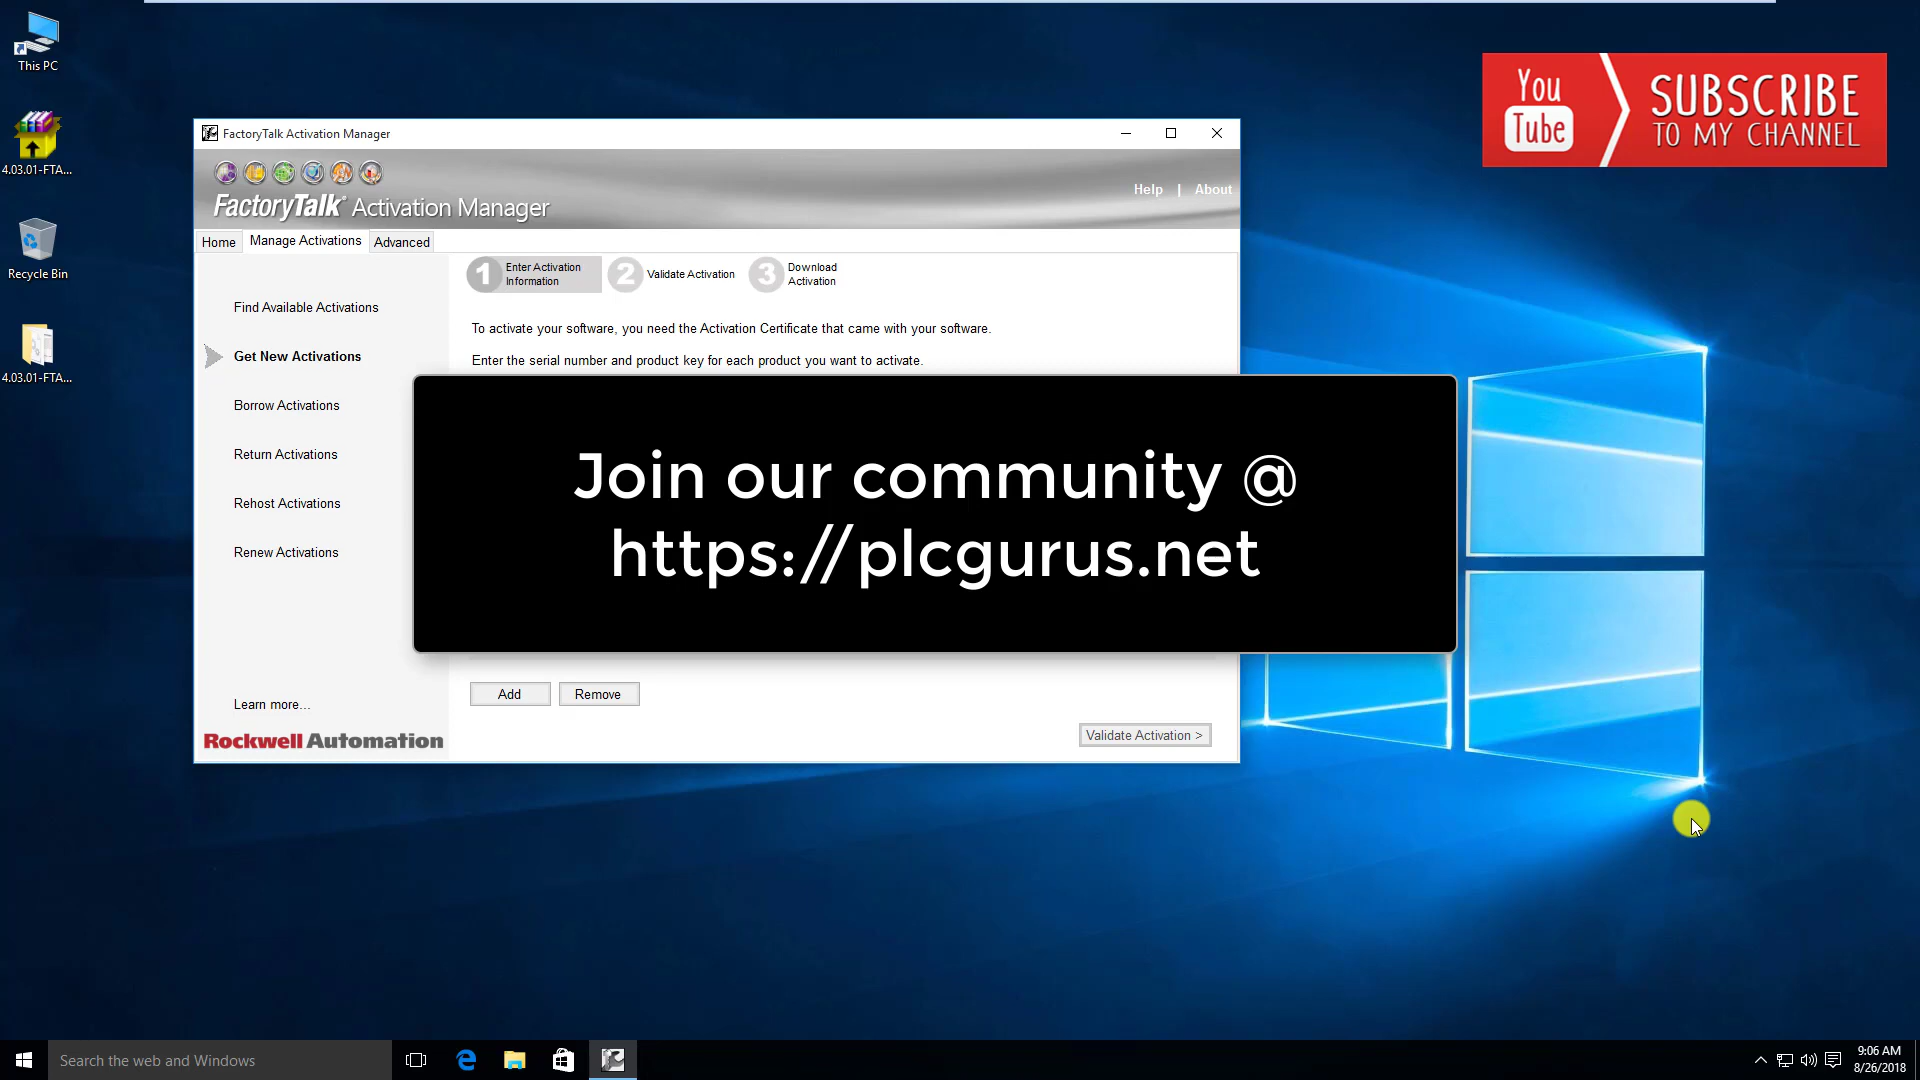 This PC
4.03.01-FTA...
Recycle Bin
4.03.01-FTA...
You
Tube
SUBSCRIBE
TO MY CHANNEL
FactoryTalk Activation Manager
FactoryTalk® Activation Manager
Help | About
Home
Manage Activations
Advanced
Find Available Activations
Get New Activations
Borrow Activations
Return Activations
Rehost Activations
Renew Activations
Learn more...
Rockwell Automation
1 Enter Activation
Information
2 Validate Activation
3 Download
Activation
To activate your software, you need the Activation Certificate that came with your software.
Enter the serial number and product key for each product you want to activate.
Join our community @
https://plcgurus.net
Add
Remove
Validate Activation >
Search the web and Windows
9:06 AM
8/26/2018